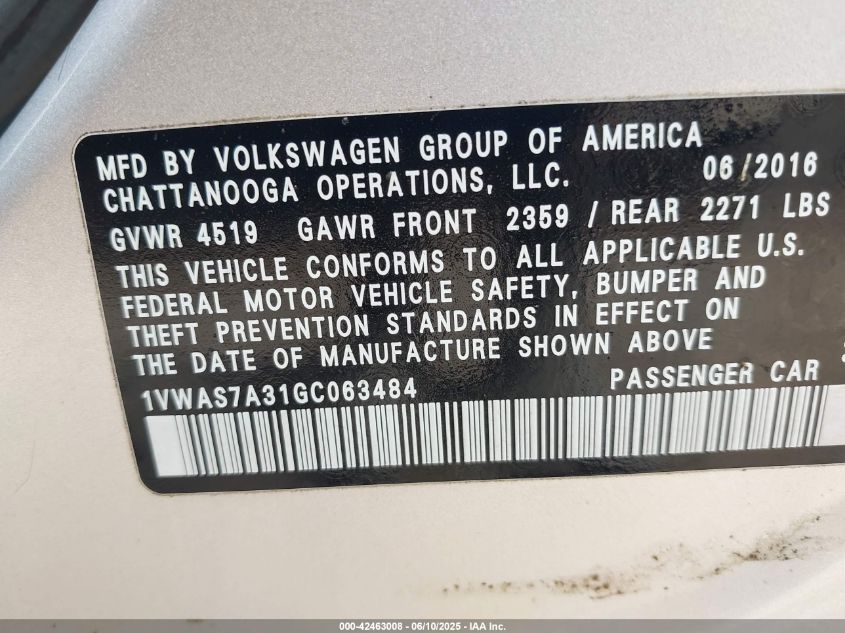 MFD BY VOLKSWAGEN GROUP OF AMERICA
CHATTANOOGA OPERATIONS, LLC. 06/2016
GVWR 4519 GAWR FRONT 2359 / REAR 2271 LBS
THIS VEHICLE CONFORMS TO ALL APPLICABLE U.S.
FEDERAL MOTOR VEHICLE SAFETY, BUMPER AND
THEFT PREVENTION STANDARDS IN EFFECT ON
THE DATE OF MANUFACTURE SHOWN ABOVE
1VWAS7A31GC063484 PASSENGER CAR
000-42463008 - 06/10/2025 - IAA Inc.